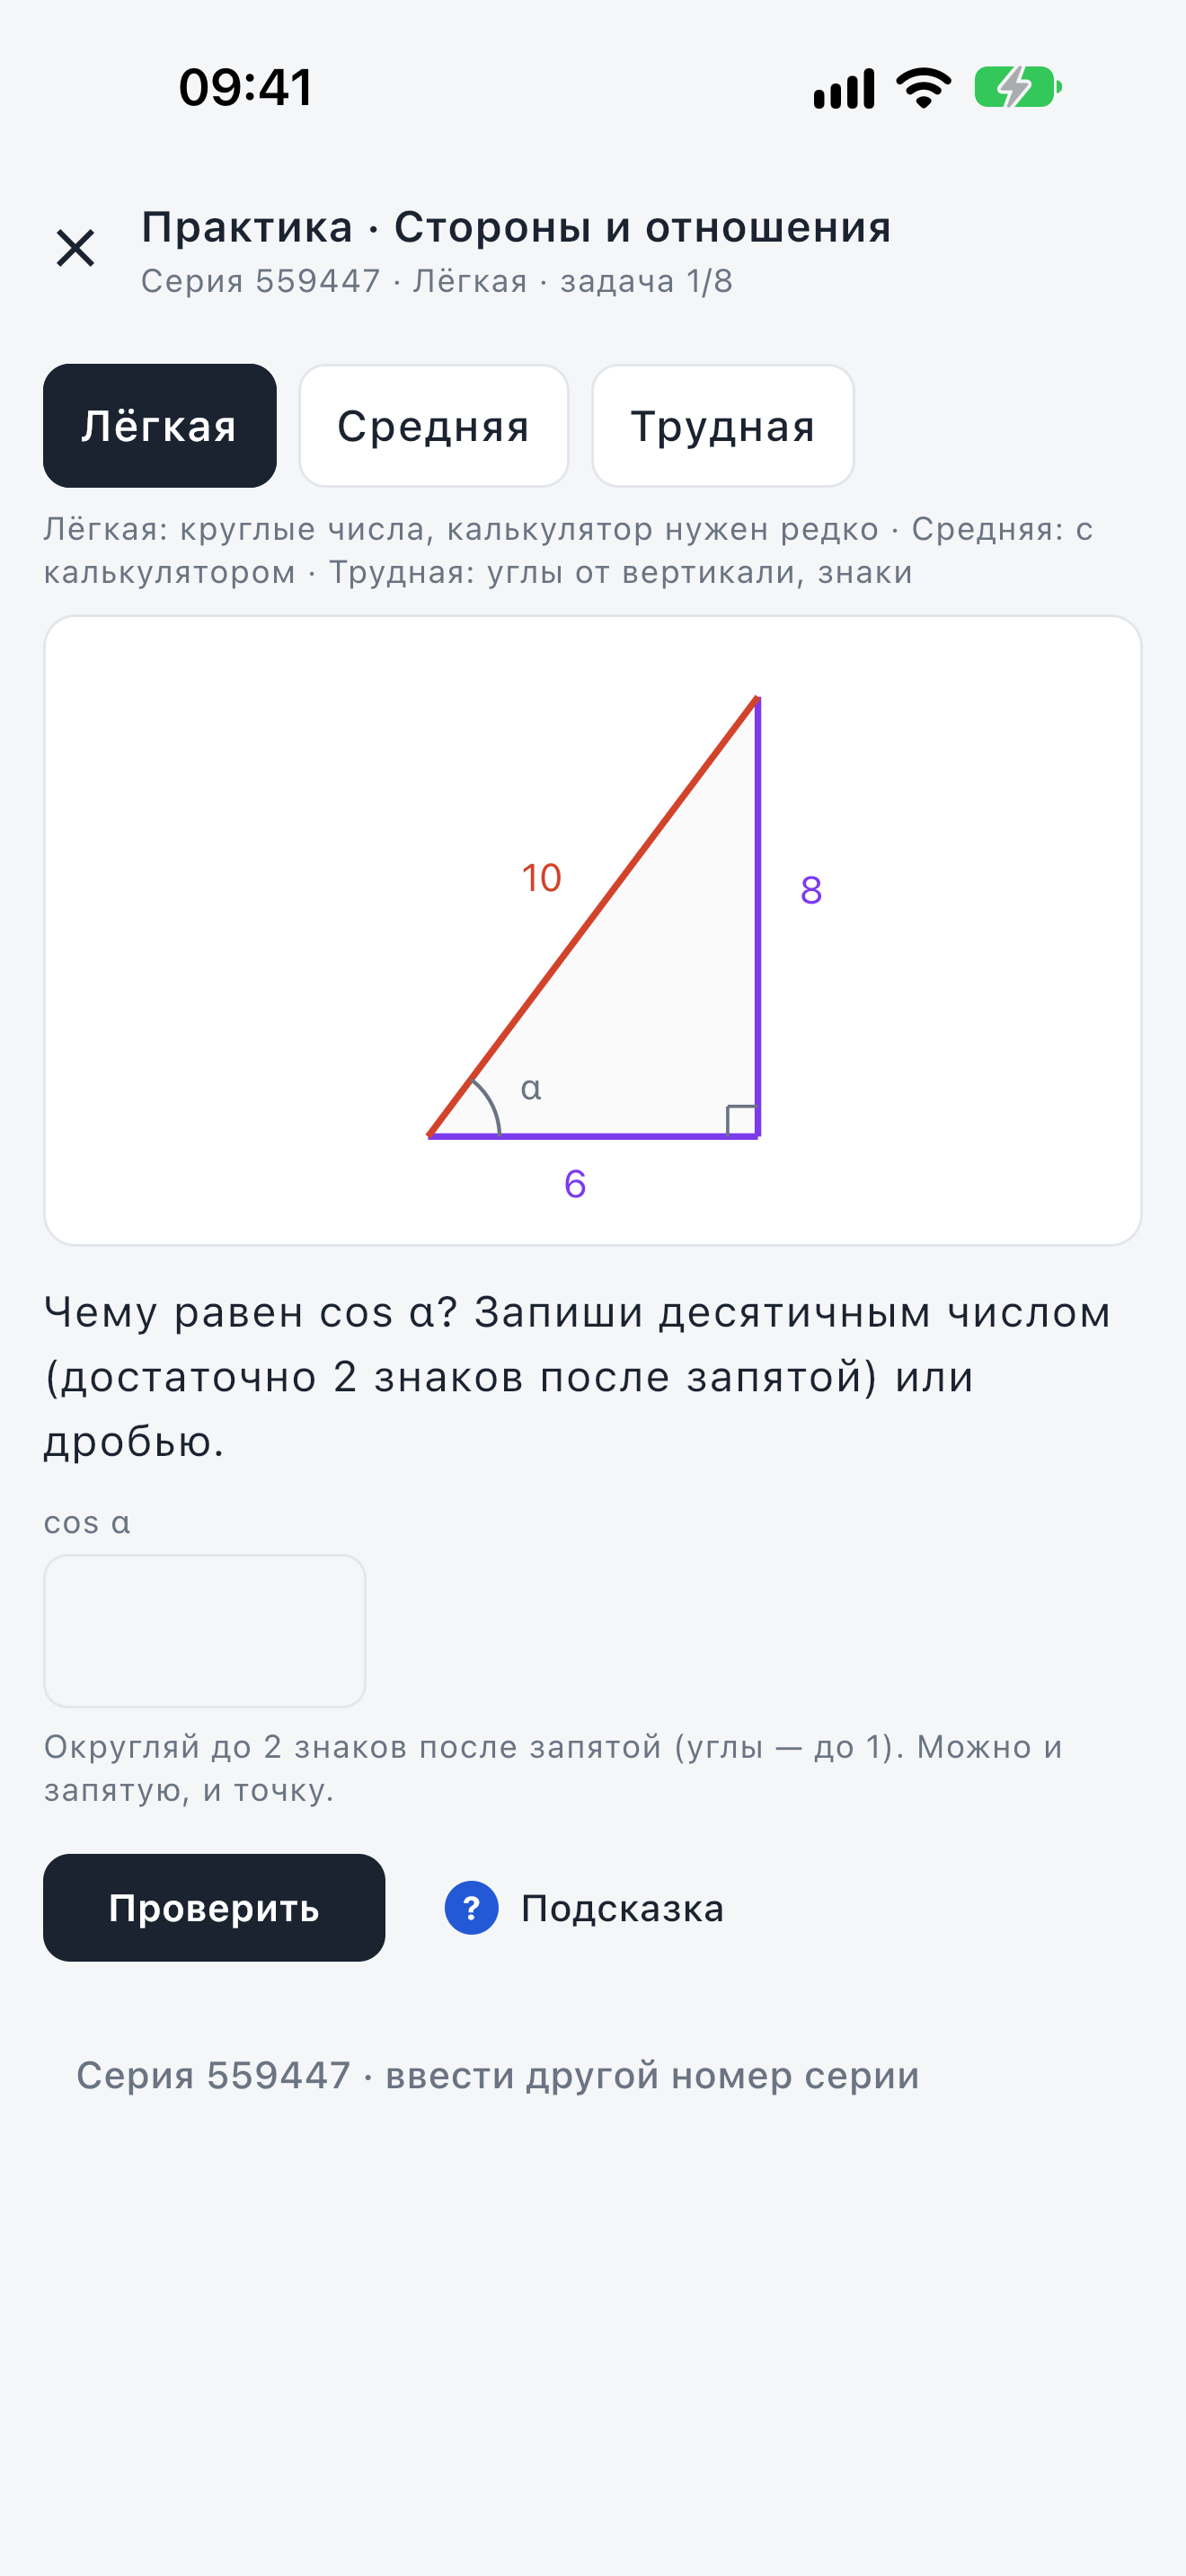 09:41
Практика · Стороны и отношения
Серия 559447 · Лёгкая · задача 1/8
Лёгкая
Средняя
Трудная
Лёгкая: круглые числа, калькулятор нужен редко · Средняя: с
калькулятором · Трудная: углы от вертикали, знаки
10
8
α
6
Чему равен cos α? Запиши десятичным числом
(достаточно 2 знаков после запятой) или
дробью.
cos α
Округляй до 2 знаков после запятой (углы — до 1). Можно и
запятую, и точку.
Проверить
? Подсказка
Серия 559447 · ввести другой номер серии